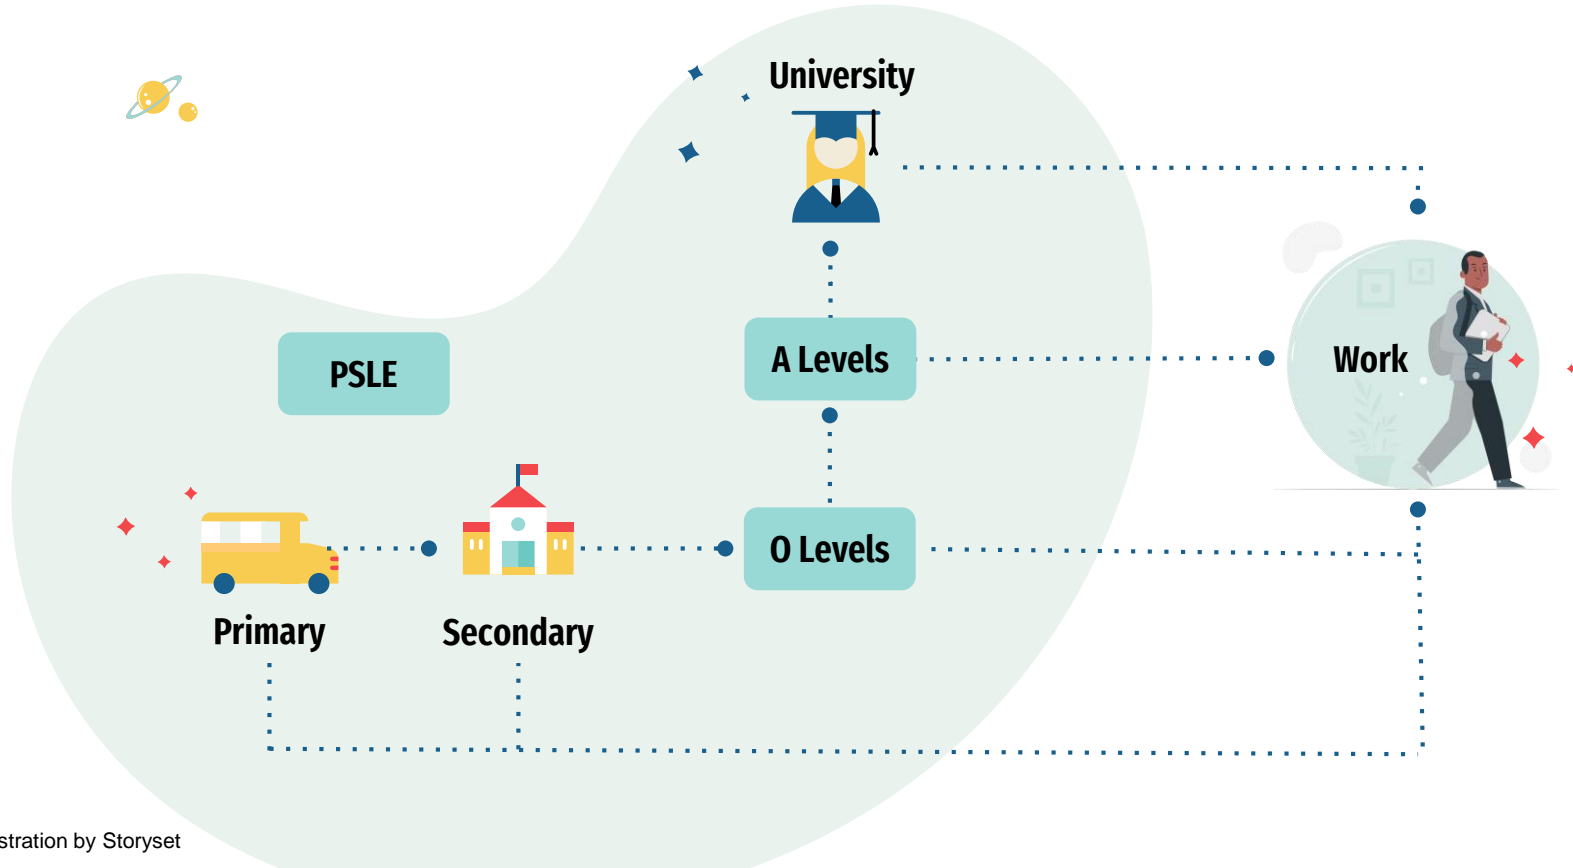 University
PSLE
A Levels
Work
O Levels
Primary
Secondary
stration by Storyset